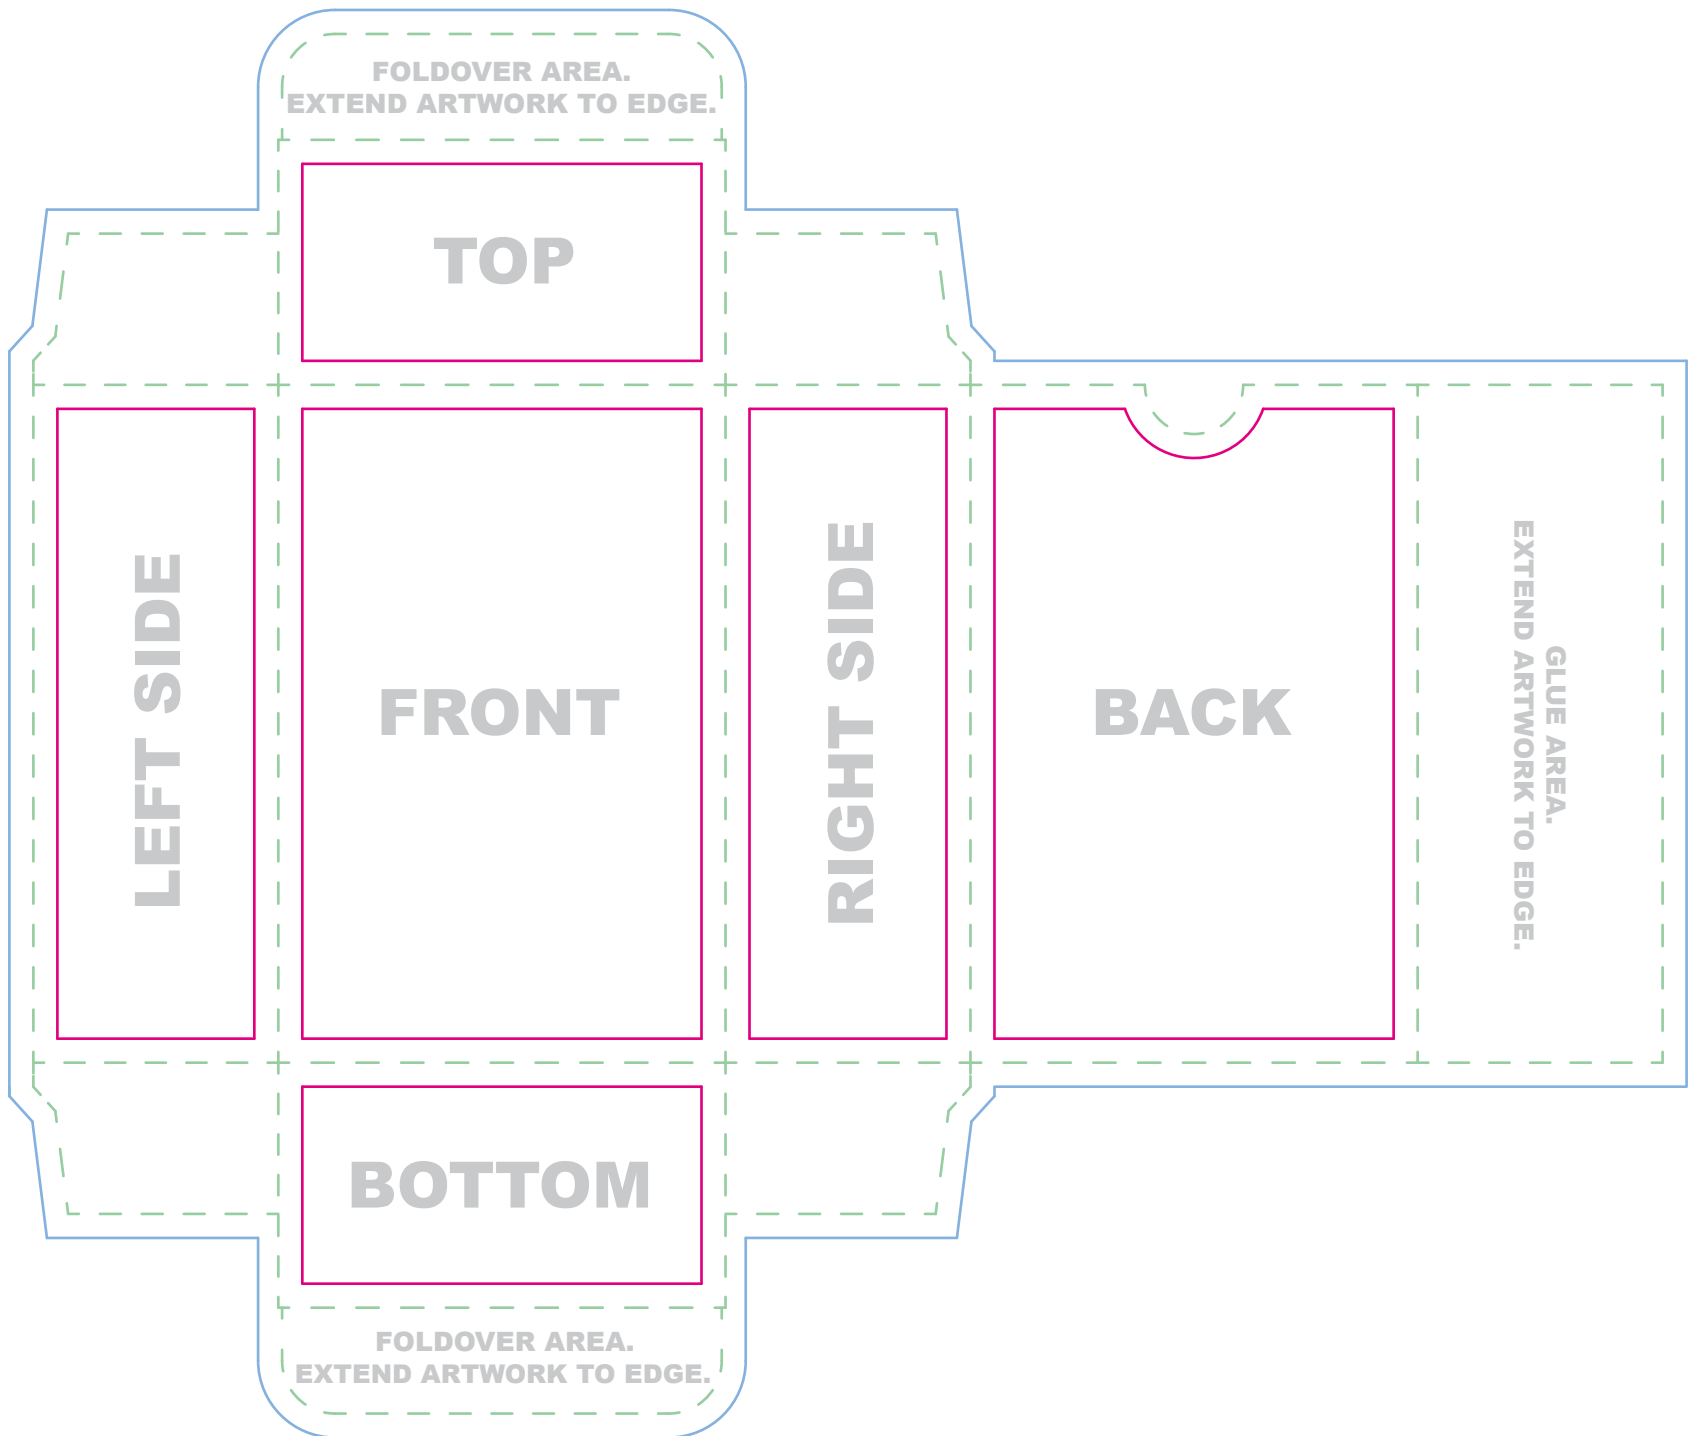 FOLDOVER AREA.
EXTEND ARTWORK TO EDGE.
TOP
LEFT SIDE
FRONT
RIGHT SIDE
BACK
GLUE AREA.
EXTEND ARTWORK TO EDGE.
BOTTOM
FOLDOVER AREA.
EXTEND ARTWORK TO EDGE.